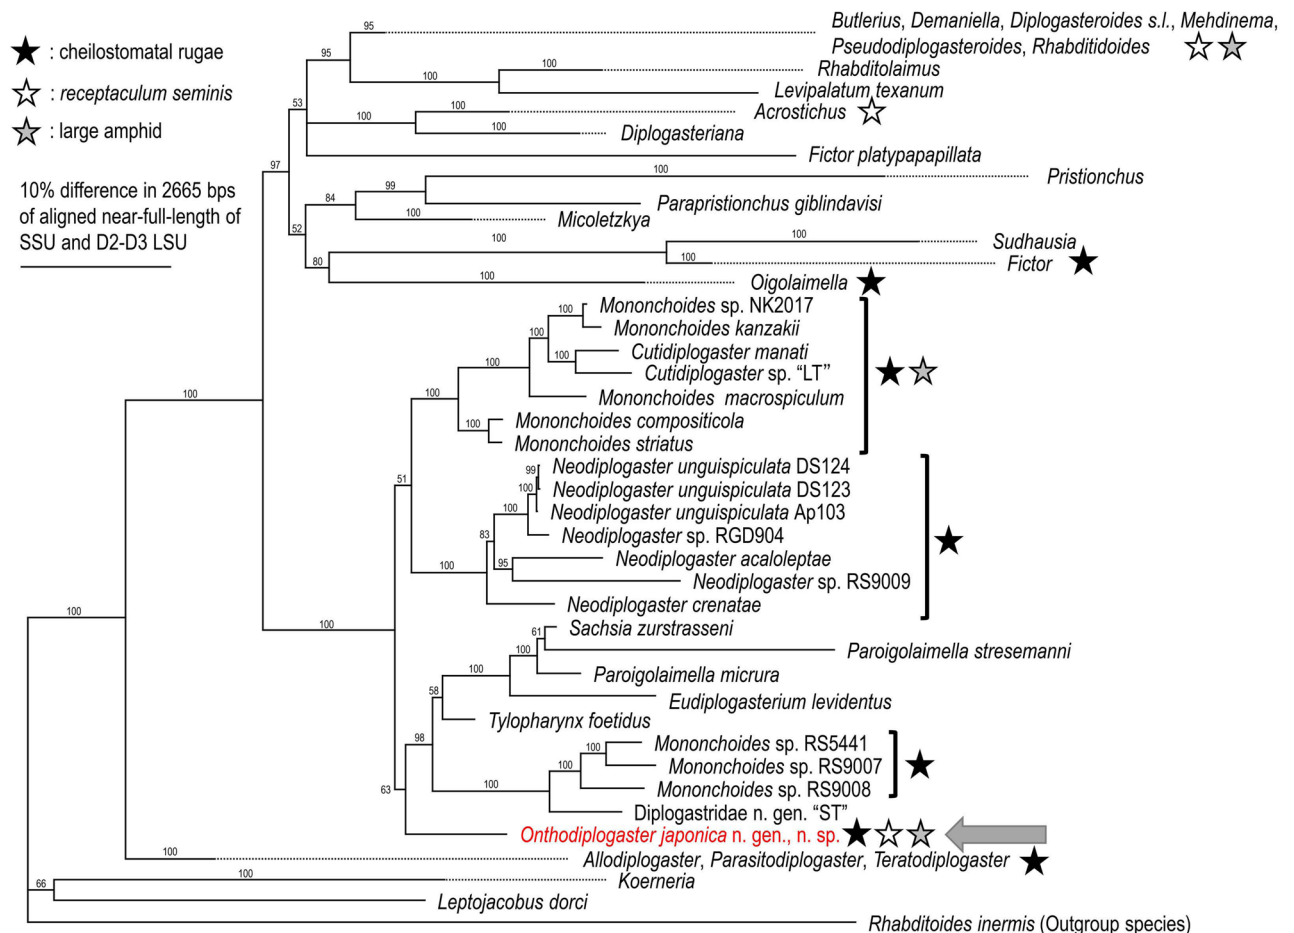 ★ : cheilostomatal rugae
☆ : receptaculum seminis
☆ : large amphid
10% difference in 2665 bps
of aligned near-full-length of
SSU and D2-D3 LSU
95
Butlerius, Demaniella, Diplogasteroides s.l., Mehdinema,
Pseudodiplogasteroides, Rhabditidoides
95
100
100
Rhabditolaimus
Levipalatum texanum
53
100
100
Acrostichus
Diplogasteriana
Fictor platypapapillata
97
100
Pristionchus
84
99
Parapristionchus giblindavisi
100
Micoletzkya
52
100
100
Sudhausia
100
Fictor
80
100
Oigolaimella
100
Mononchoides sp. NK2017
Mononchoides kanzakii
100
100
Cutidiplogaster manati
Cutidiplogaster sp. “LT”
100
Mononchoides macrospiculum
100
100
Mononchoides compositicola
Mononchoides striatus
100
51
99
Neodiplogaster unguispiculata DS124
Neodiplogaster unguispiculata DS123
100
Neodiplogaster unguispiculata Ap103
100
Neodiplogaster sp. RGD904
83
Neodiplogaster acaloleptae
95
Neodiplogaster sp. RS9009
100
Neodiplogaster crenatae
100
100
61
Sachsia zurstrasseni
Paroigolaimella stresemanni
100
100
Paroigolaimella micrura
Eudiplogasterium levidentus
58
Tylopharynx foetidus
98
100
Mononchoides sp. RS5441
Mononchoides sp. RS9007
100
Mononchoides sp. RS9008
100
Diplogastridae n. gen. “ST”
63
Onthodiplogaster japonica n. gen., n. sp.
100
Allodiplogaster, Parasitodiplogaster, Teratodiplogaster
66
100
Koerneria
Leptojacobus dorci
Rhabditoides inermis (Outgroup species)